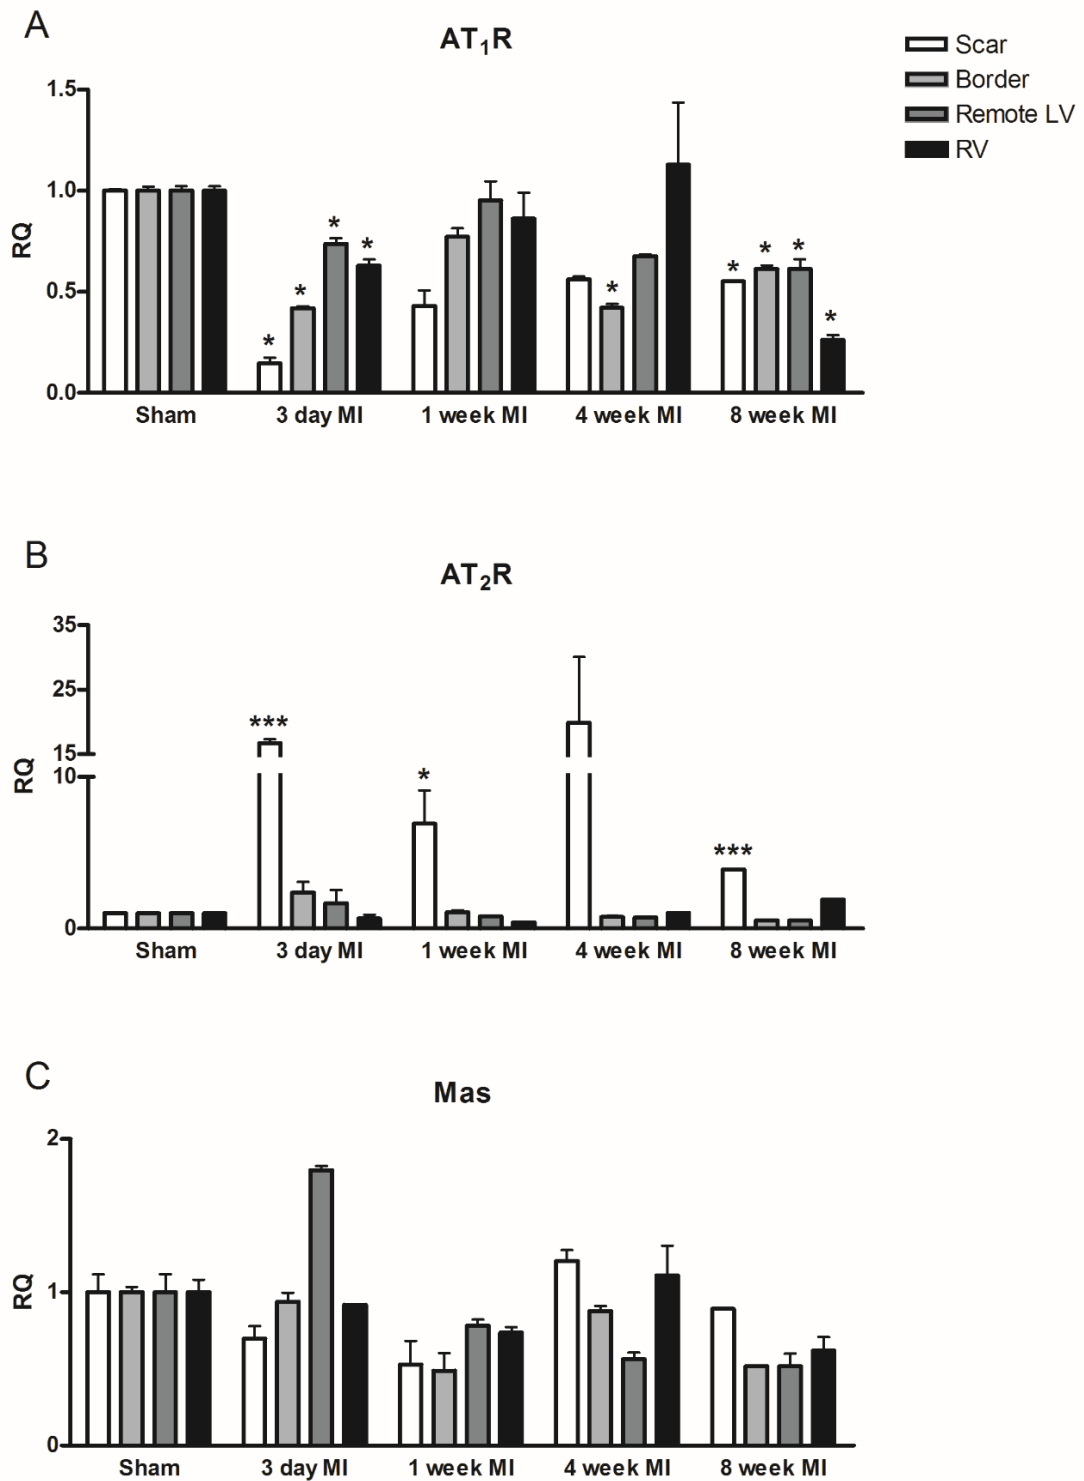 A
AT1R
Scar
Border
Remote LV
RV
1.5
1.0
0.5
0.0
RQ
* * * * * * * * *
Sham 3 day MI 1 week MI 4 week MI 8 week MI
B
AT2R
35
25
15
10
0
RQ
*** * ***
Sham 3 day MI 1 week MI 4 week MI 8 week MI
C
Mas
2
1
0
RQ
Sham 3 day MI 1 week MI 4 week MI 8 week MI